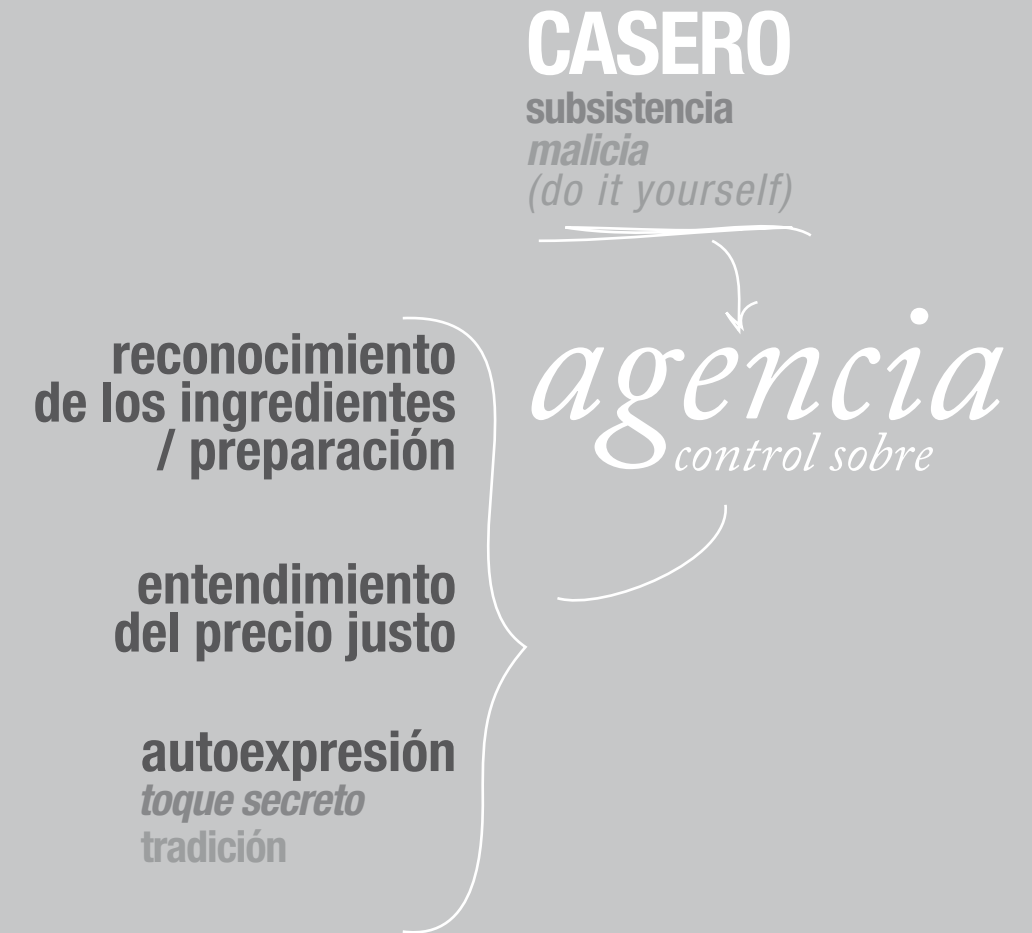 CASERO
subsistencia
malicia
(do it yourself)
agencia
control sobre
reconocimiento
de los ingredientes
/ preparación
entendimiento
del precio justo
autoexpresión
toque secreto
tradición